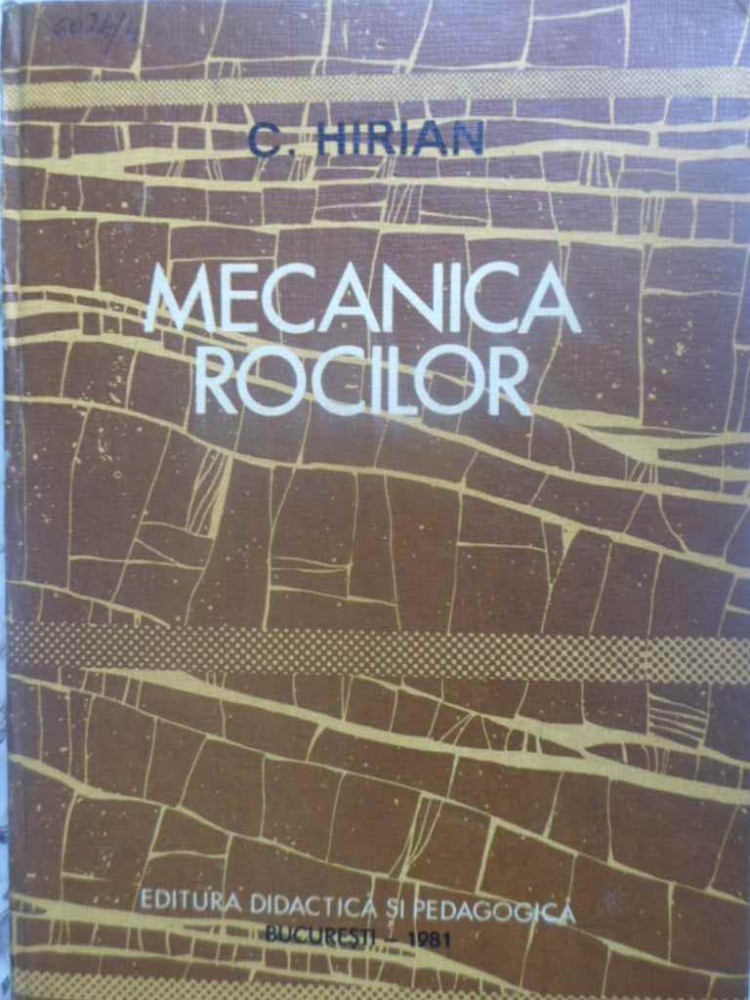 C. HIRIAN
MECANICA
ROCILOR
EDITURA DIDACTICĂ ȘI PEDAGOGICĂ
BUCUREȘTI – 1981